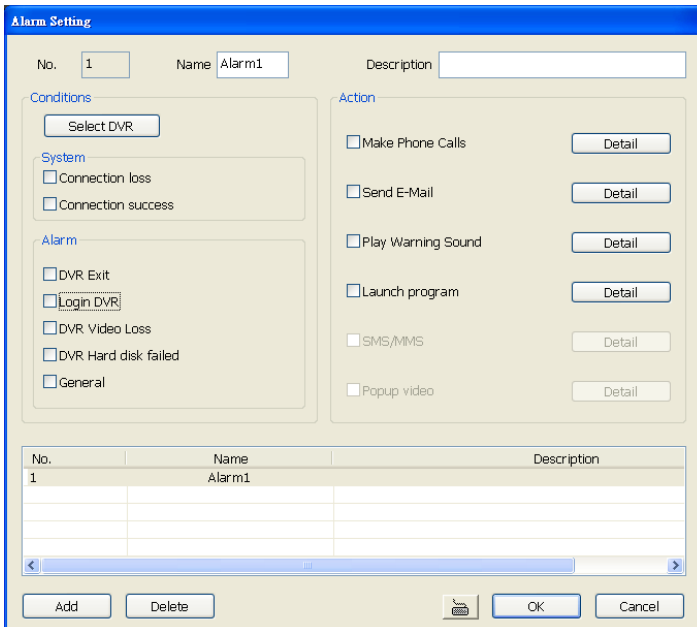 Alarm Setting
No. 1 Name Alarm1 Description
Conditions
Select DVR
System
Connection loss
Connection success
Alarm
DVR Exit
Login DVR
DVR Video Loss
DVR Hard disk failed
General
Action
Make Phone Calls Detail
Send E-Mail Detail
Play Warning Sound Detail
Launch program Detail
SMS/MMS Detail
Popup video Detail
No. Name Description
1 Alarm1
Add Delete OK Cancel